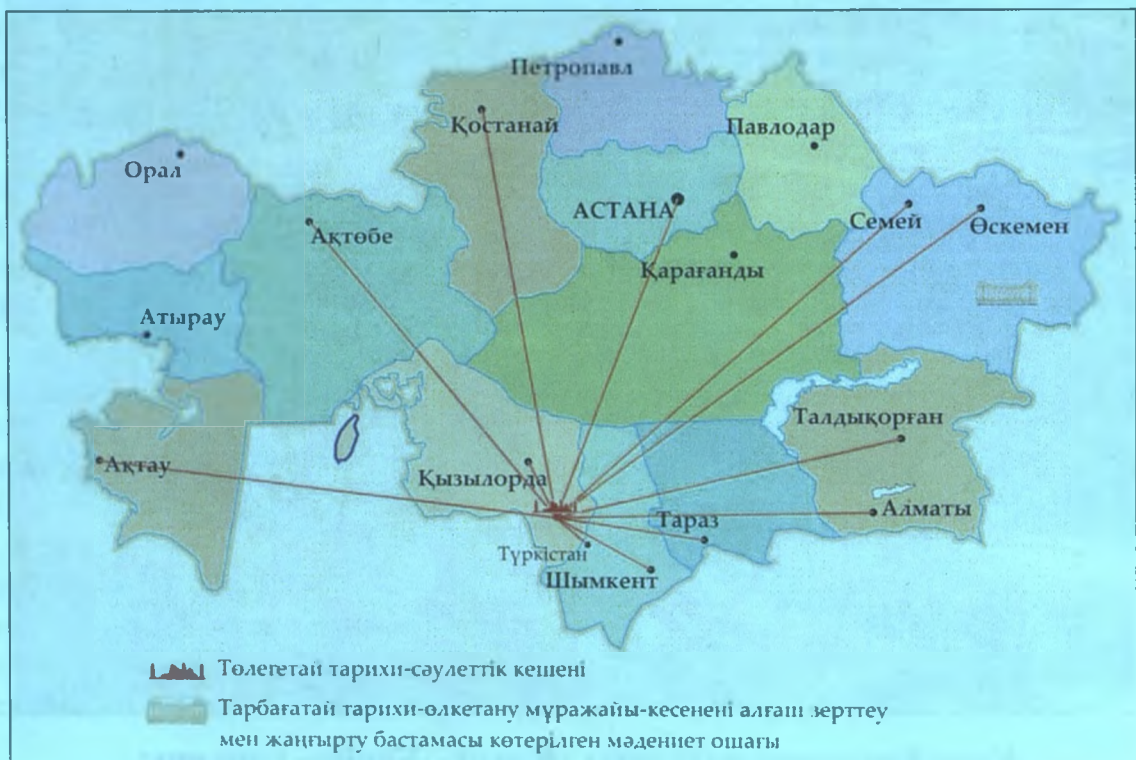 Петропавл
Қостанай
Павлодар
Орал
АСТАНА
Семей
Өскемен
Ақтөбе
Қарағанды
Атырау
Талдықорған
Ақтау
Қызылорда
Алматы
Тараз
Түркістан
Шымкент
Төлегетай тарихи-сәулеттік кешені
Тарбағатай тарихи-өлкетану мұражайы-кесенені алғаш зерттеу
мен жаңғырту бастамасы көтерілген мәдениет ошағы